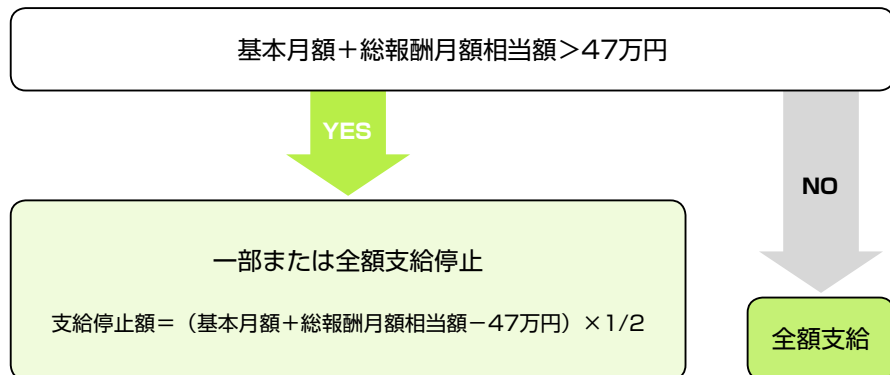 基本月額＋総報酬月額相当額＞47万円
YES
NO
一部または全額支給停止
支給停止額＝（基本月額＋総報酬月額相当額－47万円）×1/2
全額支給